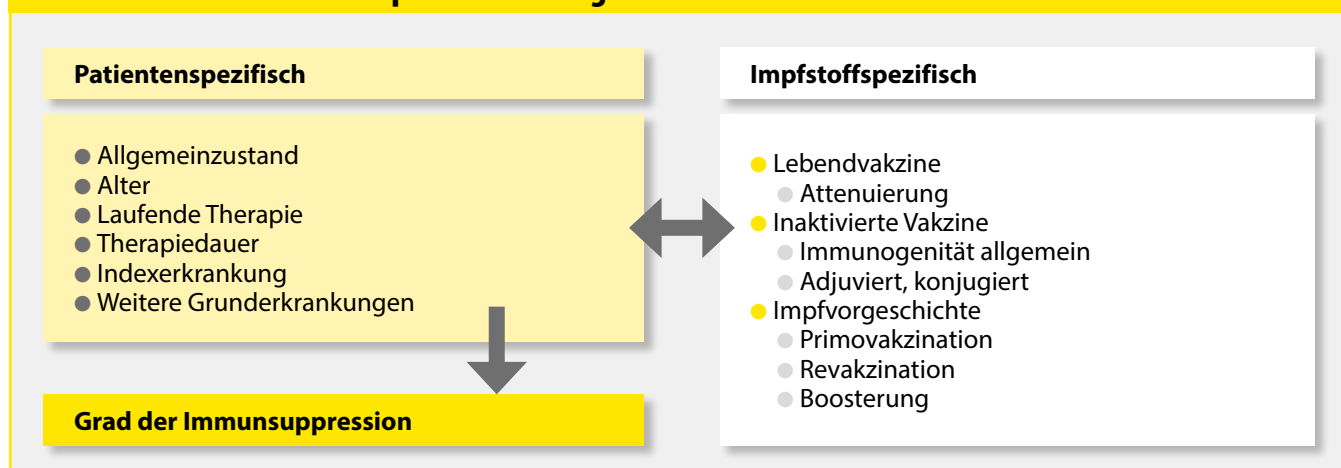 Patientenspezifisch
● Allgemeinzustand
● Alter
● Laufende Therapie
● Therapiedauer
● Indexerkrankung
● Weitere Grunderkrankungen
Grad der Immunsuppression
Impfstoffspezifisch
● Lebendvakzine
● Attenuierung
● Inaktivierte Vakzine
● Immunogenität allgemein
● Adjuviert, konjugiert
● Impfvorgeschichte
● Primovakzination
● Revakzination
● Boosterung